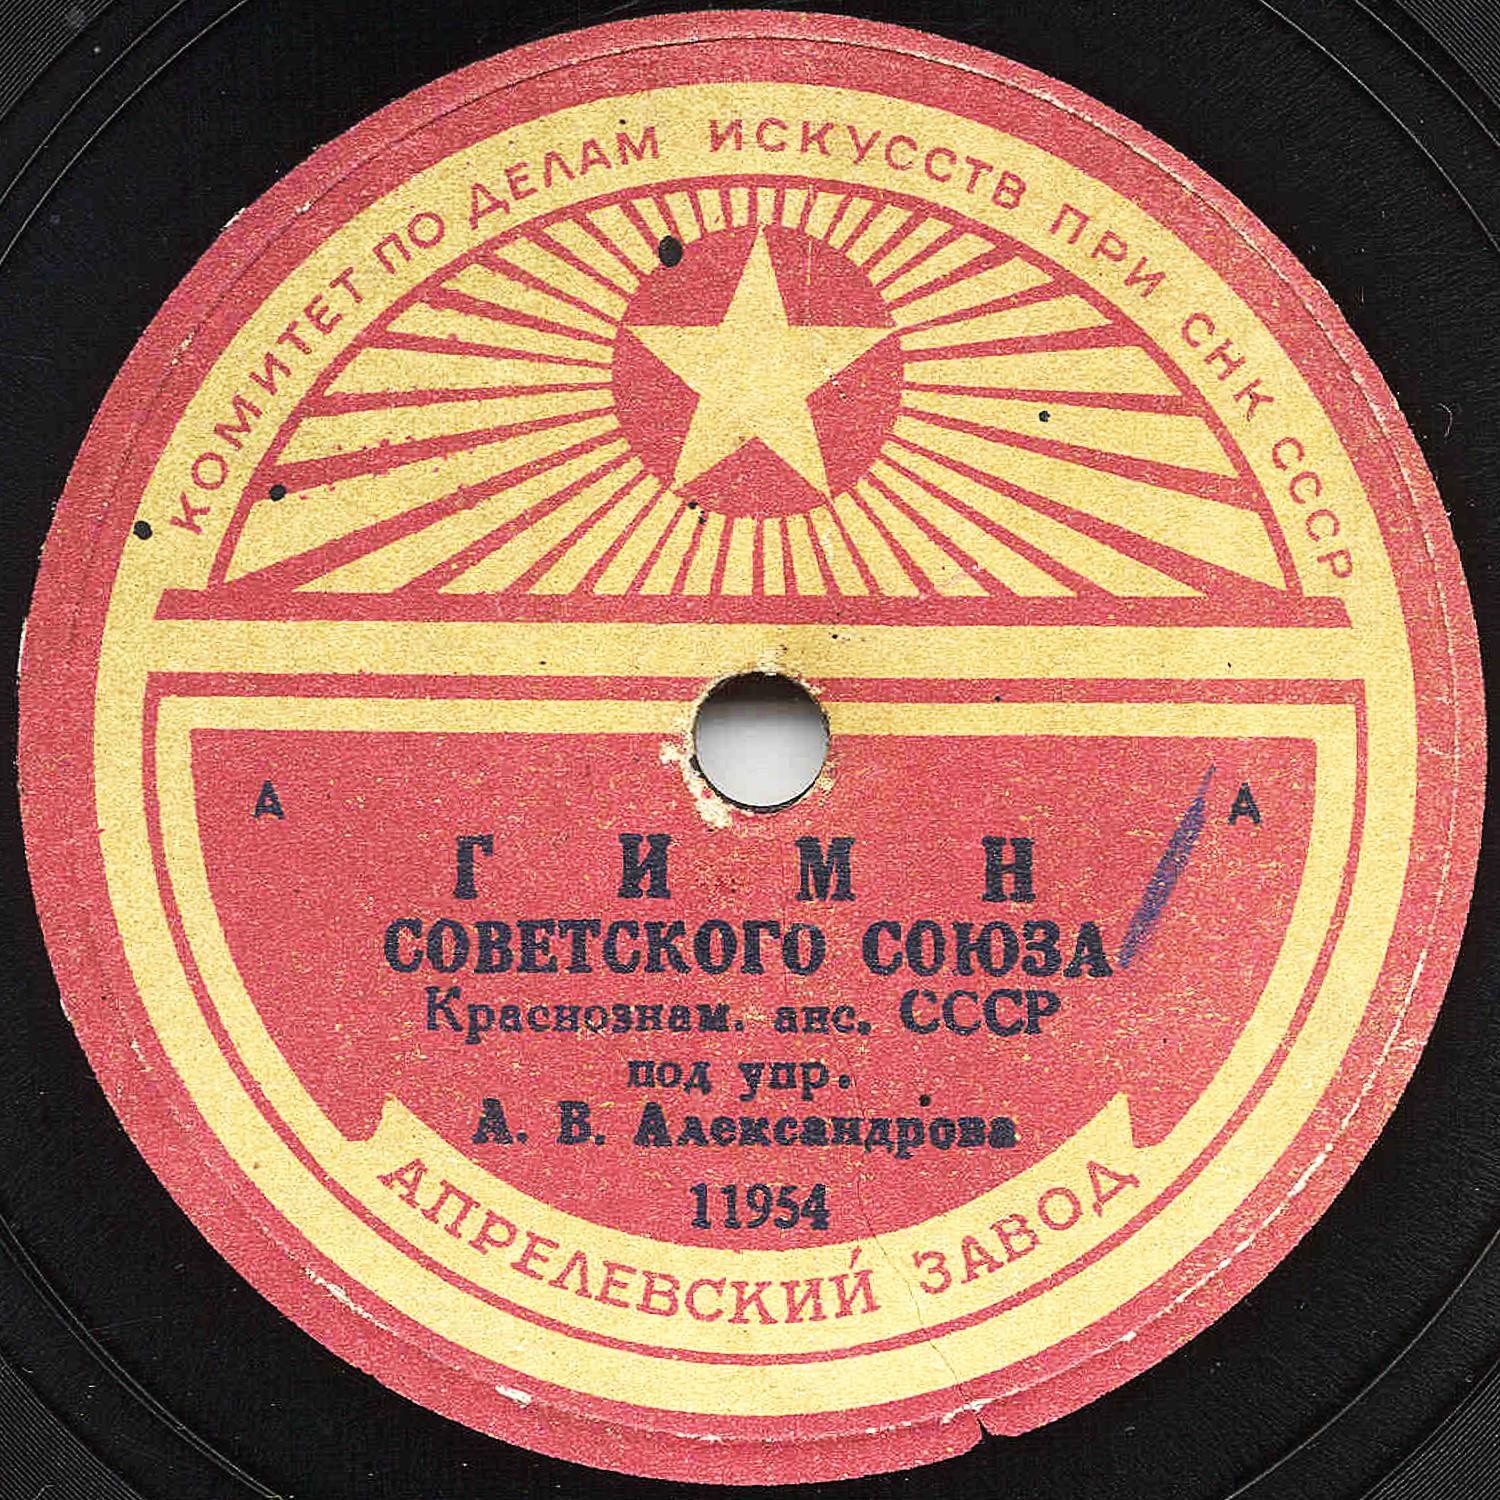 КОМИТЕТ ПО ДЕЛАМ ИСКУССТВ ПРИ СНК СССР
А А
ГИМН
СОВЕТСКОГО СОЮЗА
Краснознам. анс. СССР
под упр.
А. В. Александрова
11954
АПРЕЛЕВСКИЙ ЗАВОД